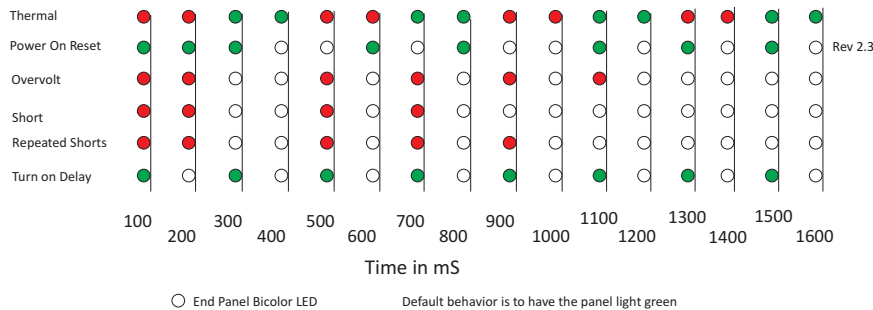 Thermal
Power On Reset
Rev 2.3
Overvolt
Short
Repeated Shorts
Turn on Delay
100 300 500 700 900 1100 1300 1500
200 400 600 800 1000 1200 1400 1600
Time in mS
End Panel Bicolor LED
Default behavior is to have the panel light green